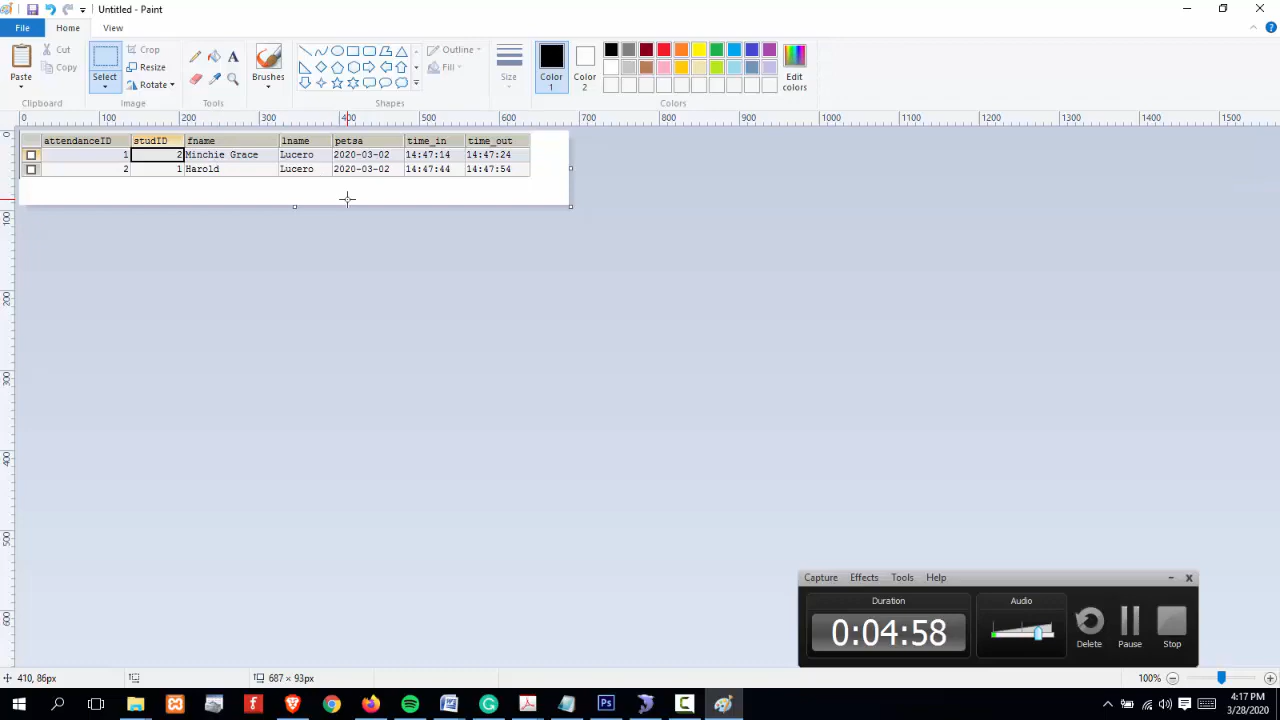 Untitled - Paint
File Home View
Paste
Cut
Copy
Clipboard
Select
Crop
Resize
Rotate
Image
Tools
Brushes
Outline
Fill
Shapes
Size
Color 1
Color 2
Edit colors
Colors
0 100 200 300 400 500 600 700 800 900 1000 1100 1200 1300 1400 1500
0
100
200
300
400
500
600
attendanceID studID fname lname petsa time_in time_out
1 2 Minchie Grace Lucero 2020-03-02 14:47:14 14:47:24
2 1 Harold Lucero 2020-03-02 14:47:44 14:47:54
Capture Effects Tools Help
Duration Audio
0:04:58
Delete Pause Stop
410, 86px 687 × 93px 100%
W Ps C
4:17 PM
3/28/2020